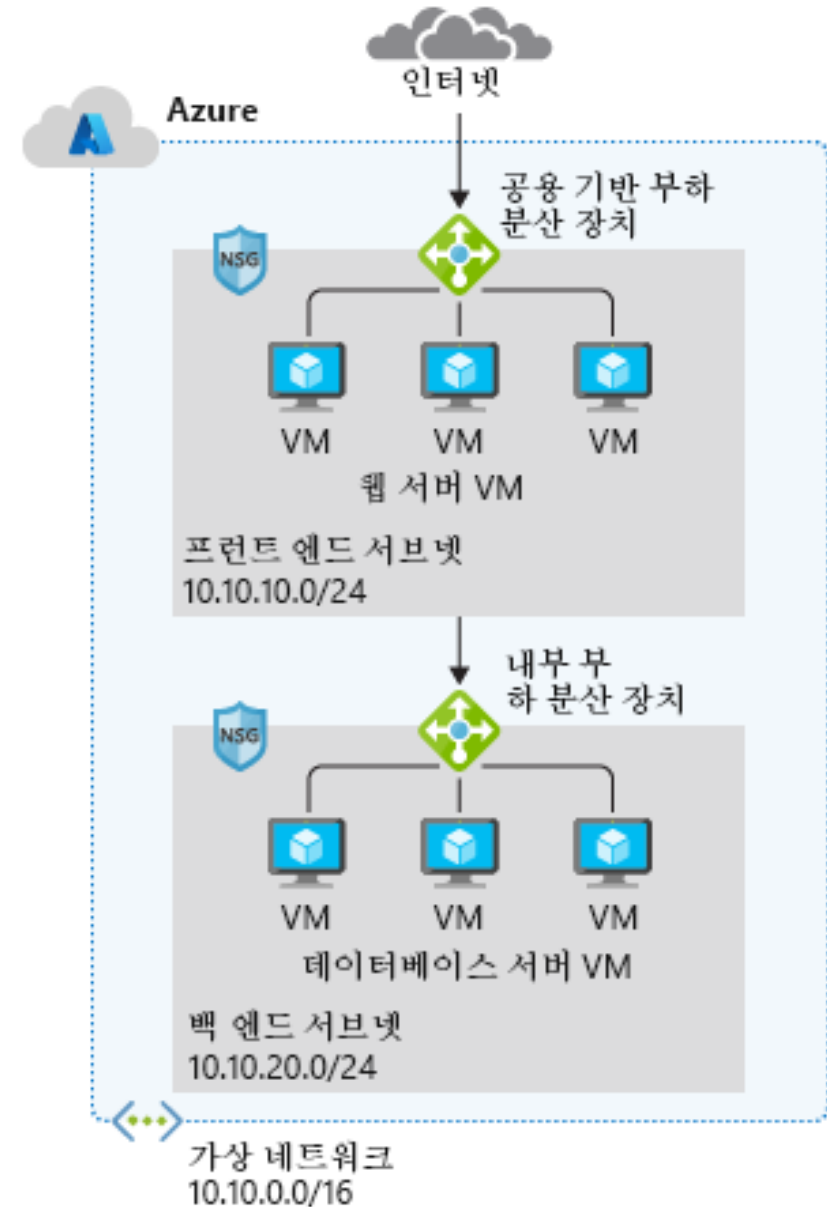 인터넷
Azure
공용 기반 부하
분산 장치
NSG
VM VM VM
웹 서버 VM
프런트 엔드 서브넷
10.10.10.0/24
내부 부
하 분산 장치
NSG
VM VM VM
데이터베이스 서버 VM
백 엔드 서브넷
10.10.20.0/24
가상 네트워크
10.10.0.0/16